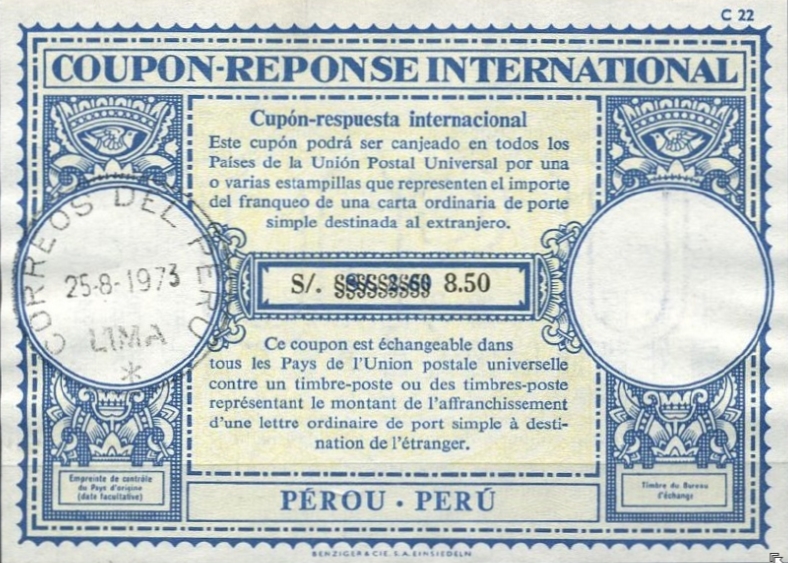 C 22
COUPON-REPONSE INTERNATIONAL
Cupón-respuesta internacional
Este cupón podrá ser canjeado en todos los
Países de la Unión Postal Universal por una
o varias estampillas que representen el importe
del franqueo de una carta ordinaria de porte
simple destinada al extranjero.
CORREOS DEL PERU
25-8-1973
LIMA
*
S/. 8.50
Ce coupon est échangeable dans
tous les Pays de l'Union postale universelle
contre un timbre-poste ou des timbres-poste
représentant le montant de l'affranchissement
d'une lettre ordinaire de port simple à desti-
nation de l'étranger.
Empreinte de contrôle
du Pays d'origine
(date facultative)
Timbre du Bureau
d'échange
PÉROU · PERÚ
BENZIGER & CIE. S.A. EINSIEDELN